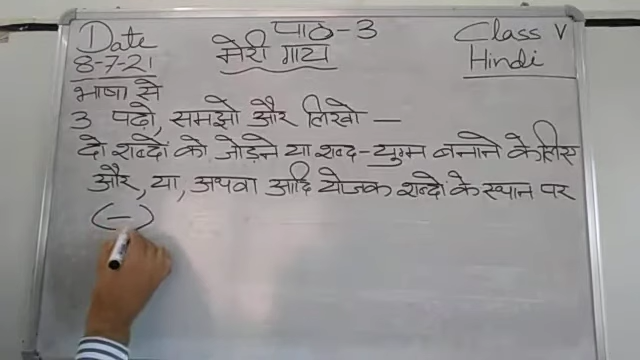 पाठ-3
Date
8-7-21
मेरी गाय
Class V
Hindi
भाषा से
3 पढ़ो, समझो और लिखो —
दो शब्दों को जोड़ने या शब्द-युग्म बनाने के लिए
और, या, अथवा आदि योजक शब्दों के स्थान पर
(-)